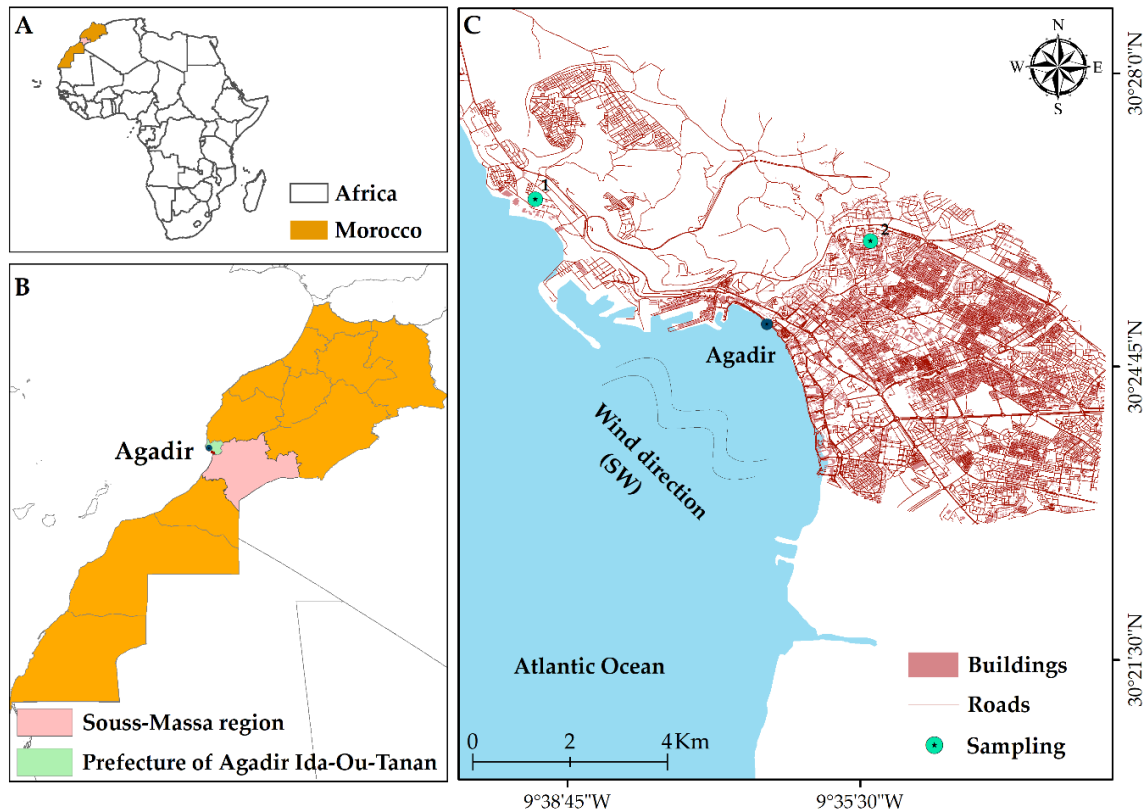 A
Africa
Morocco
B
Agadir
Souss-Massa region
Prefecture of Agadir Ida-Ou-Tanan
C
N
W
E
S
1
2
Agadir
Wind direction
(SW)
Atlantic Ocean
Buildings
Roads
Sampling
0 2 4 Km
30°28'0"N
30°24'45"N
30°21'30"N
9°38'45"W
9°35'30"W